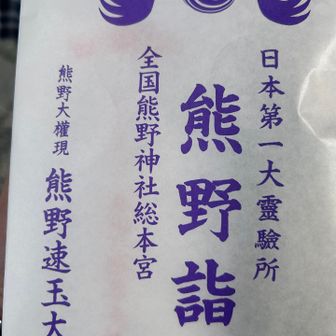 日本第一大靈驗所
熊野詣
全国熊野神社総本宮
熊野大權現
熊野速玉大